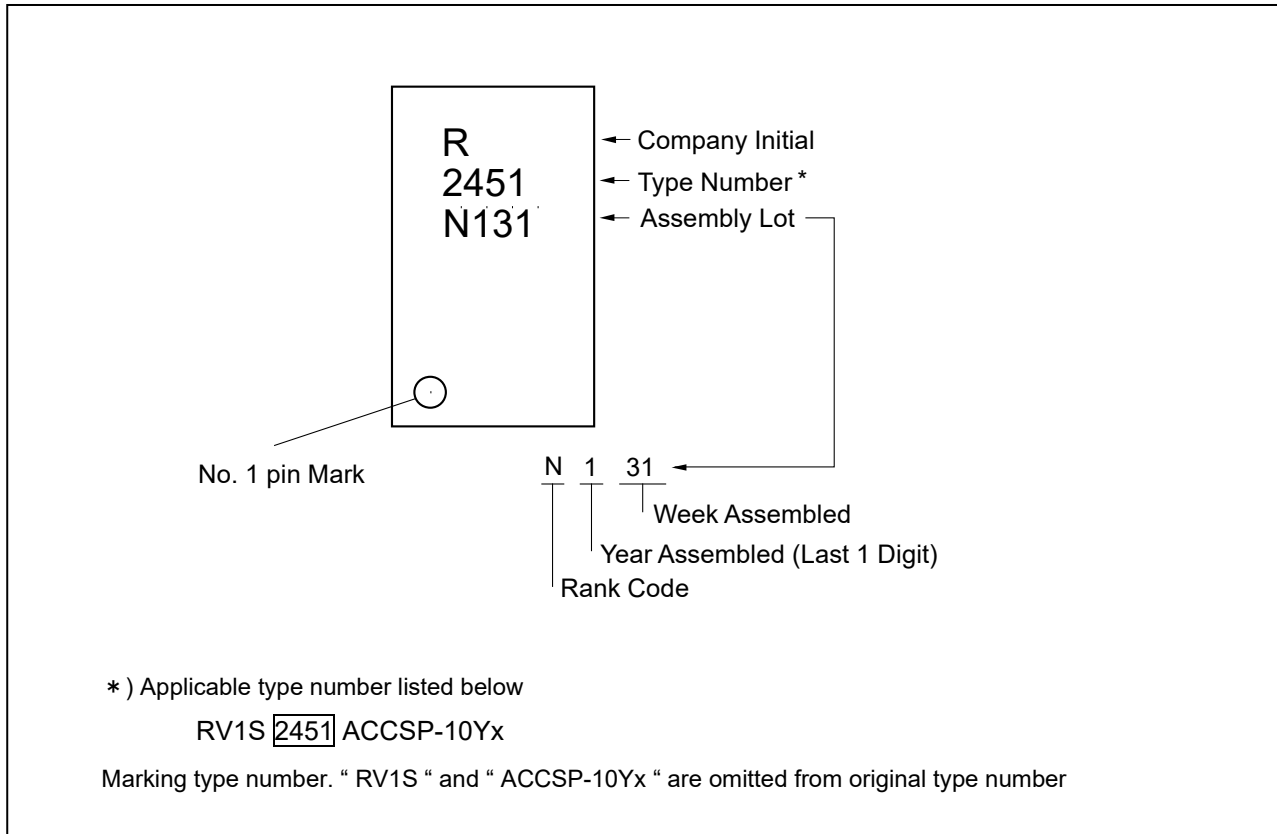 R
2451
N131
← Company Initial
← Type Number *
← Assembly Lot
No. 1 pin Mark
N 1 31
Week Assembled
Year Assembled (Last 1 Digit)
Rank Code
* ) Applicable type number listed below
RV1S 2451 ACCSP-10Yx
Marking type number. “ RV1S “ and “ ACCSP-10Yx “ are omitted from original type number